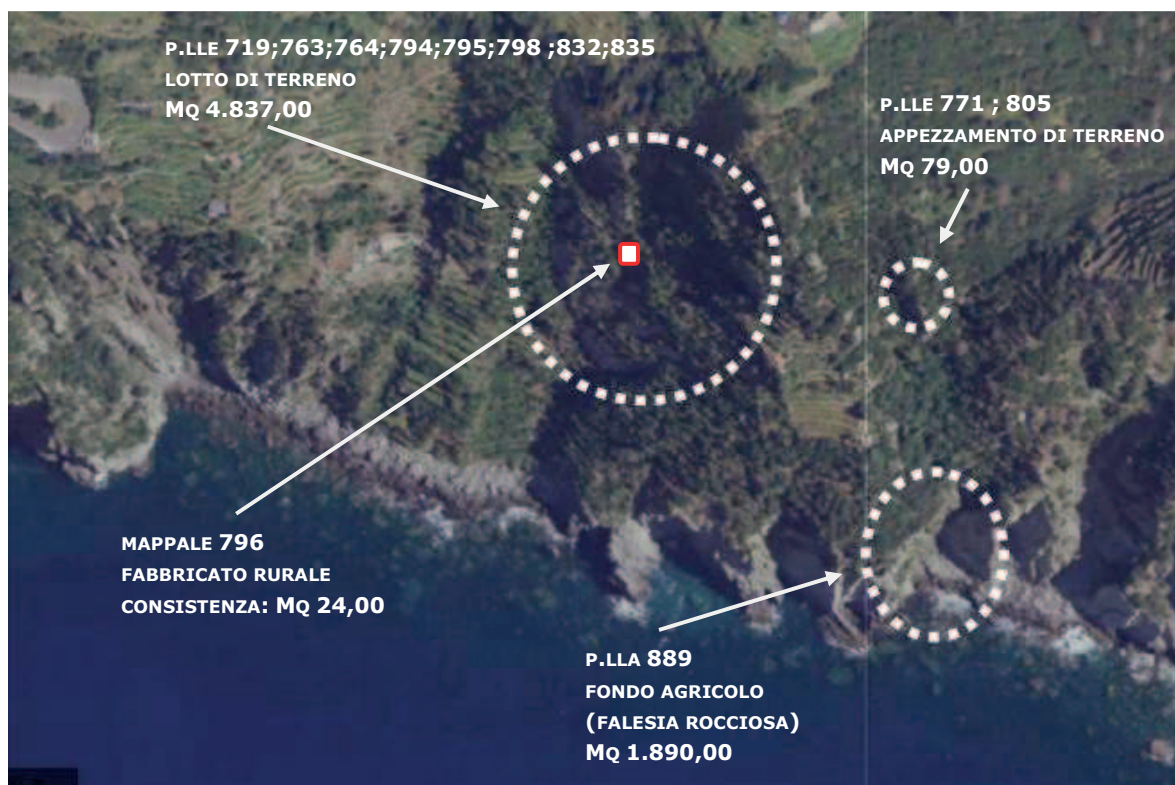 P.LLE 719;763;764;794;795;798 ;832;835
LOTTO DI TERRENO
MQ 4.837,00
P.LLE 771 ; 805
APPEZZAMENTO DI TERRENO
MQ 79,00
MAPPALE 796
FABBRICATO RURALE
CONSISTENZA: MQ 24,00
P.LLA 889
FONDO AGRICOLO
(FALESIA ROCCIOSA)
MQ 1.890,00